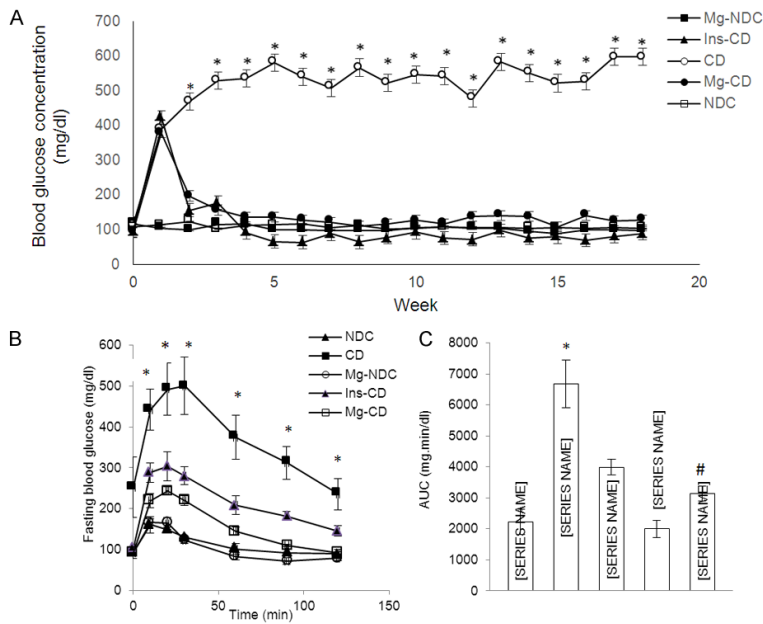 A
Blood glucose concentration
(mg/dl)
700
600
500
400
300
200
100
0
0
5
10
15
20
Week
* * * * * * * * * * * * * * * * *
Mg-NDC
Ins-CD
CD
Mg-CD
NDC
B
Fastling blood glucose (mg/dl)
600
500
400
300
200
100
0
0
50
100
150
Time (min)
* * * * * *
NDC
CD
Mg-NDC
Ins-CD
Mg-CD
C
AUC (mg.min/dl)
8000
7000
6000
5000
4000
3000
2000
1000
0
*
#
[SERIES NAME]
[SERIES NAME]
[SERIES NAME]
[SERIES NAME]
[SERIES NAME]